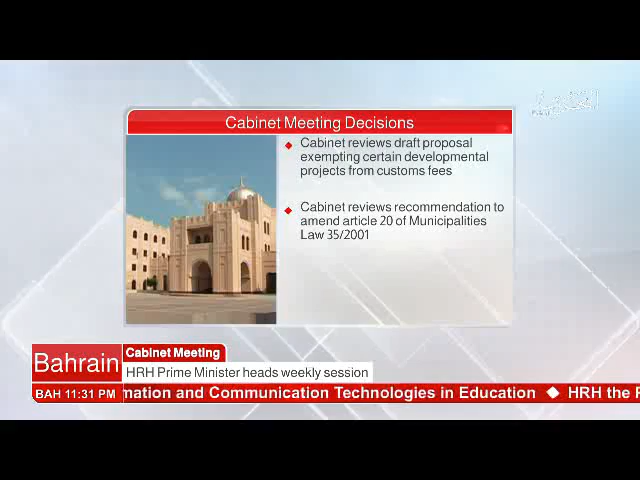 Cabinet Meeting Decisions
Cabinet reviews draft proposal
exempting certain developmental
projects from customs fees
Cabinet reviews recommendation to
amend article 20 of Municipalities
Law 35/2001
Bahrain
Cabinet Meeting
HRH Prime Minister heads weekly session
BAH 11:31 PM
mation and Communication Technologies in Education ◆ HRH the P